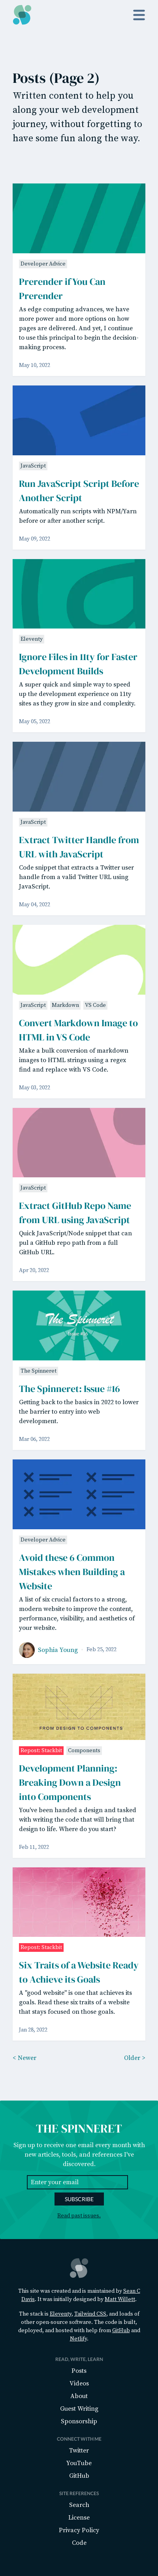 Posts (Page 2)
Written content to help you
along your web development
journey, without forgetting to
have some fun along the way.
Developer Advice
Prerender if You Can
Prerender
As edge computing advances, we have
more power and more options on how
pages are delivered. And yet, I continue
to use this principal to begin the decision-
making process.
May 10, 2022
JavaScript
Run JavaScript Script Before
Another Script
Automatically run scripts with NPM/Yarn
before or after another script.
May 09, 2022
Eleventy
Ignore Files in 11ty for Faster
Development Builds
A super quick and simple way to speed
up the development experience on 11ty
sites as they grow in size and complexity.
May 05, 2022
JavaScript
Extract Twitter Handle from
URL with JavaScript
Code snippet that extracts a Twitter user
handle from a valid Twitter URL using
JavaScript.
May 04, 2022
JavaScript Markdown VS Code
Convert Markdown Image to
HTML in VS Code
Make a bulk conversion of markdown
images to HTML strings using a regex
find and replace with VS Code.
May 03, 2022
JavaScript
Extract GitHub Repo Name
from URL using JavaScript
Quick JavaScript/Node snippet that can
put a GitHub repo path from a full
GitHub URL.
Apr 20, 2022
The Spinneret
The Spinneret
The Spinneret: Issue #16
Getting back to the basics in 2022 to lower
the barrier to entry into web
development.
Mar 06, 2022
Developer Advice
Avoid these 6 Common
Mistakes when Building a
Website
A list of six crucial factors to a strong,
modern website to improve the content,
performance, visibility, and aesthetics of
your website.
Sophia Young · Feb 25, 2022
FROM DESIGN TO COMPONENTS
Repost: Stackbit Components
Development Planning:
Breaking Down a Design
into Components
You've been handed a design and tasked
with writing the code that will bring that
design to life. Where do you start?
Feb 11, 2022
Repost: Stackbit
Six Traits of a Website Ready
to Achieve its Goals
A "good website" is one that achieves its
goals. Read these six traits of a website
that stays focused on those goals.
Jan 28, 2022
< Newer Older >
THE SPINNERET
Sign up to receive one email every month with
new articles, tools, and references I've
discovered.
Enter your email
SUBSCRIBE
Read past issues.
This site was created and is maintained by Sean C
Davis. It was initially designed by Matt Willett.
The stack is Eleventy, Tailwind CSS, and loads of
other open-source software. The code is built,
deployed, and hosted with help from GitHub and
Netlify.
READ, WRITE, LEARN
Posts
Videos
About
Guest Writing
Sponsorship
CONNECT WITH ME
Twitter
YouTube
GitHub
SITE REFERENCES
Search
License
Privacy Policy
Code